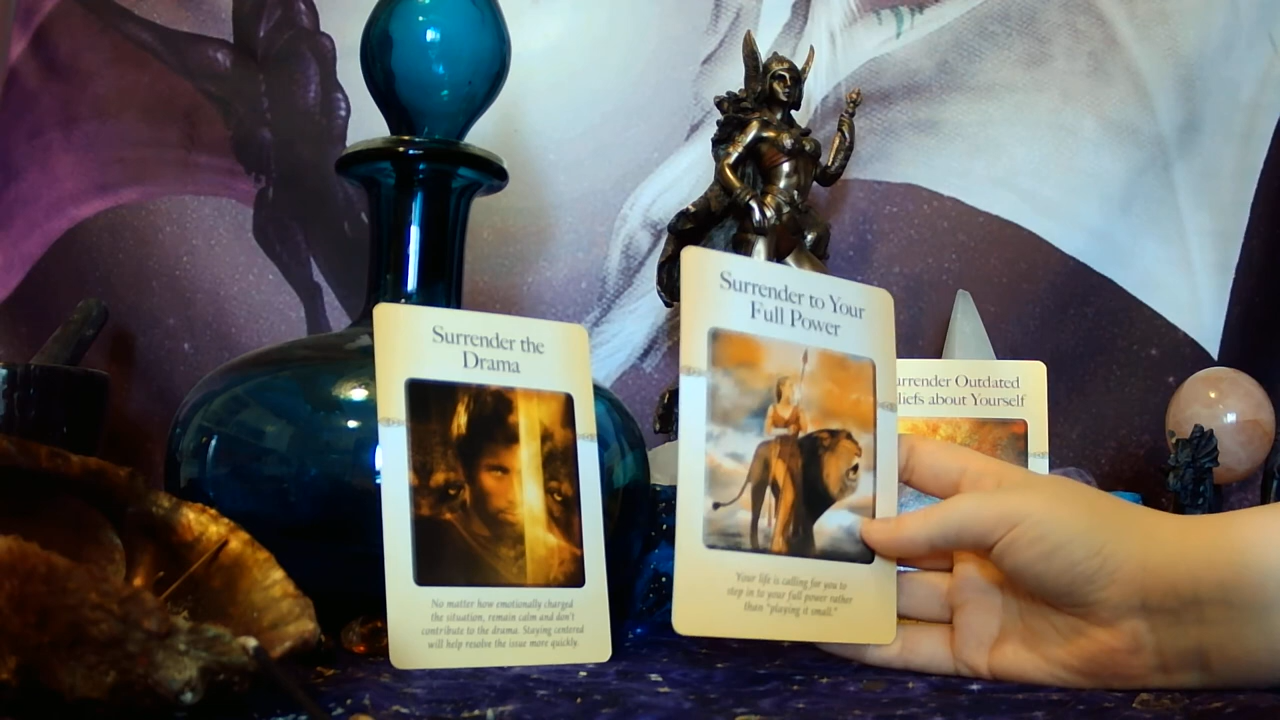 Surrender the
Drama
No matter how emotionally charged
the situation, remain calm and don't
contribute to the drama. Staying centered
will help resolve the issue more quickly.
Surrender to Your
Full Power
Your life is calling for you to
step in to your full power rather
than "playing it small."
urrender Outdated
liefs about Yourself